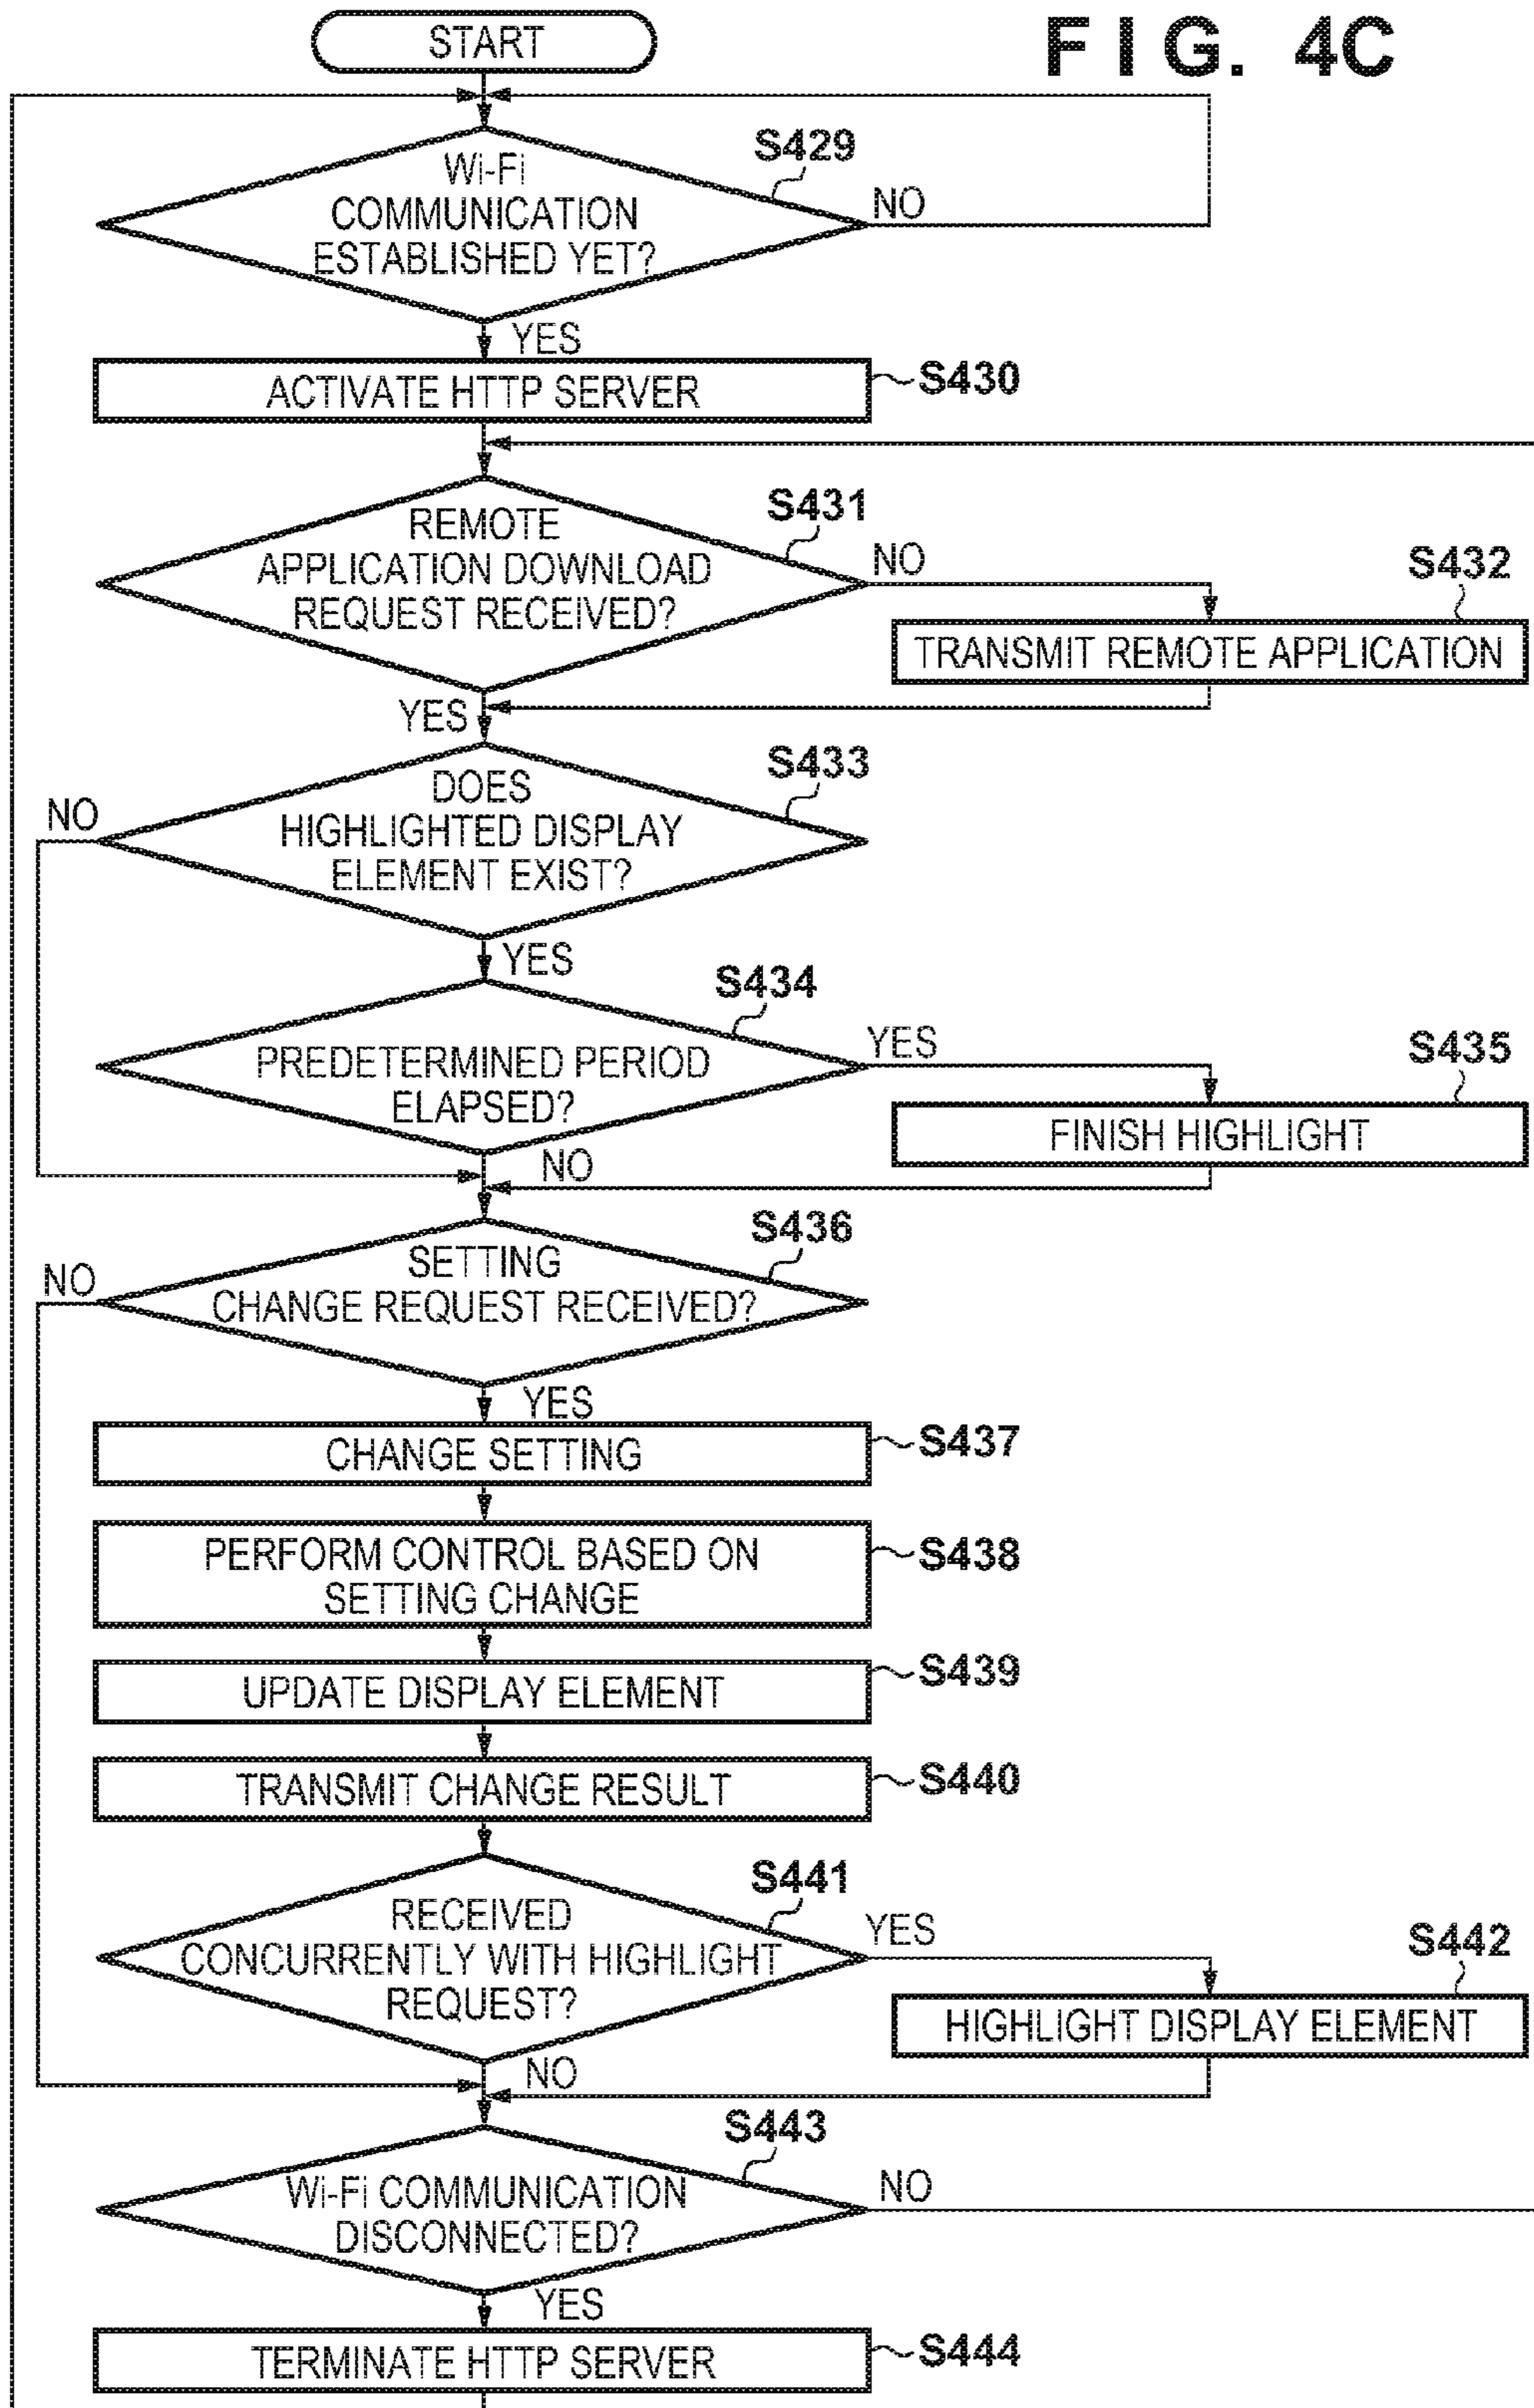 START
FIG. 4C
S429
Wi-Fi
COMMUNICATION
ESTABLISHED YET?
NO
YES
ACTIVATE HTTP SERVER
S430
S431
REMOTE
APPLICATION DOWNLOAD
REQUEST RECEIVED?
NO
S432
TRANSMIT REMOTE APPLICATION
YES
S433
DOES
HIGHLIGHTED DISPLAY
ELEMENT EXIST?
NO
YES
S434
PREDETERMINED PERIOD
ELAPSED?
YES
S435
FINISH HIGHLIGHT
NO
S436
SETTING
CHANGE REQUEST RECEIVED?
NO
YES
CHANGE SETTING
S437
PERFORM CONTROL BASED ON
SETTING CHANGE
S438
UPDATE DISPLAY ELEMENT
S439
TRANSMIT CHANGE RESULT
S440
S441
RECEIVED
CONCURRENTLY WITH HIGHLIGHT
REQUEST?
YES
S442
HIGHLIGHT DISPLAY ELEMENT
NO
S443
Wi-Fi COMMUNICATION
DISCONNECTED?
NO
YES
TERMINATE HTTP SERVER
S444